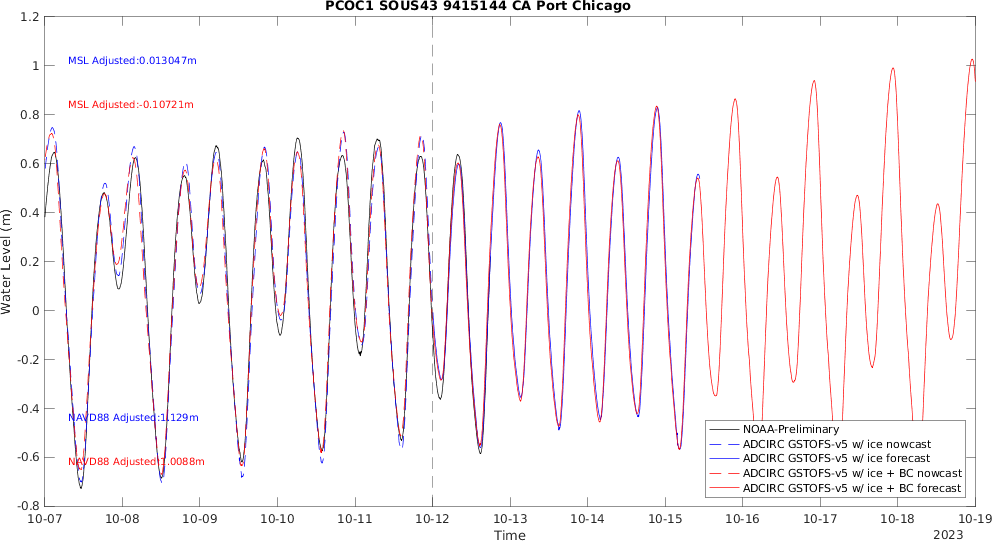 PCOC1 SOUS43 9415144 CA Port Chicago
1.2
1
0.8
0.6
0.4
0.2
0
-0.2
-0.4
-0.6
-0.8
Water Level (m)
MSL Adjusted:0.013047m
MSL Adjusted:-0.10721m
NAVD88 Adjusted:1.129m
NAVD88 Adjusted:1.0088m
NOAA-Preliminary
ADCIRC GSTOFS-v5 w/ ice nowcast
ADCIRC GSTOFS-v5 w/ ice forecast
ADCIRC GSTOFS-v5 w/ ice + BC nowcast
ADCIRC GSTOFS-v5 w/ ice + BC forecast
10-07 10-08 10-09 10-10 10-11 10-12 10-13 10-14 10-15 10-16 10-17 10-18 10-19
Time
2023